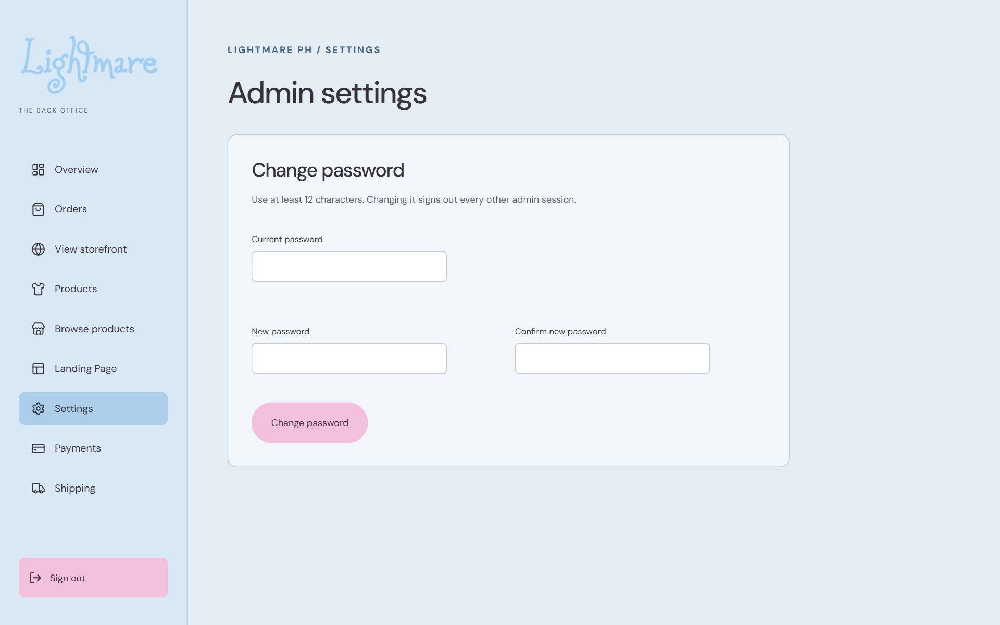 Lightmare
THE BACK OFFICE
Overview
Orders
View storefront
Products
Browse products
Landing Page
Settings
Payments
Shipping
Sign out
LIGHTMARE PH / SETTINGS
Admin settings
Change password
Use at least 12 characters. Changing it signs out every other admin session.
Current password
New password
Confirm new password
Change password